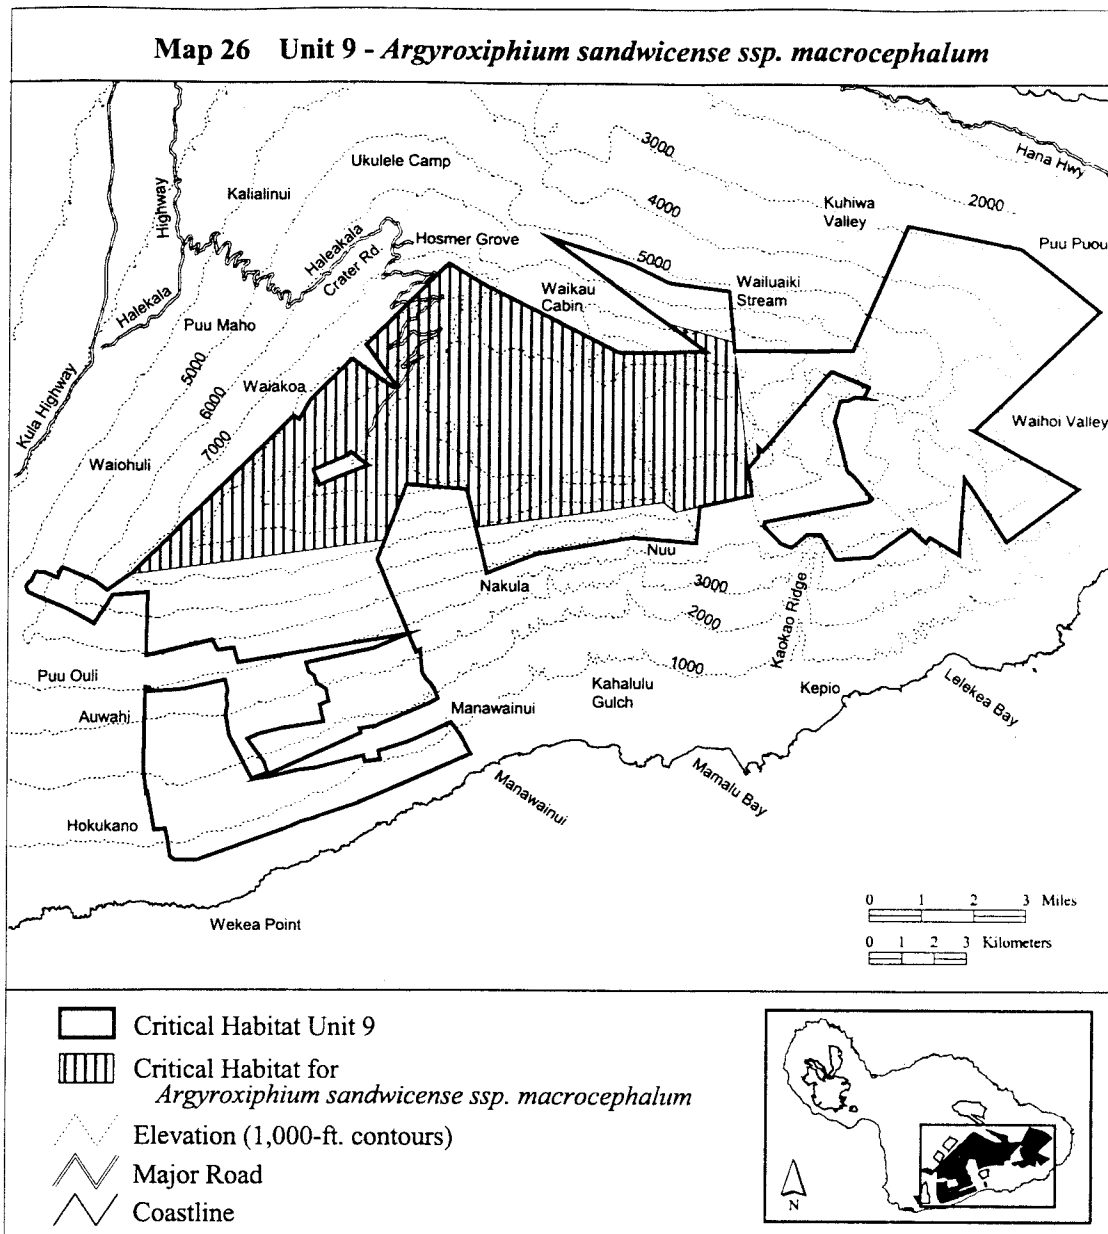 Map 26 Unit 9 - Argyroxiphium sandwicense ssp. macrocephalum
Hana Hwy
3000
Ukulele Camp
Kalialinui
4000
Kuhiwa
Valley
2000
Highway
Puu Puou
Haleakala
Crater Rd.
Hosmer Grove
5000
Wailuaiki
Stream
Waikau
Cabin
Halekala
Puu Maho
5000
6000
7000
Waiakoa
Kula Highway
Waiohuli
Waihoi Valley
Nuu
Nakula
3000
2000
1000
Kaokao Ridge
Puu Ouli
Auwahi
Manawainui
Kahalulu
Gulch
Kepio
Lelekea Bay
Mamalu Bay
Manawainui
Hokukano
Wekea Point
0 1 2 3 Miles
0 1 2 3 Kilometers
Critical Habitat Unit 9
Critical Habitat for
Argyroxiphium sandwicense ssp. macrocephalum
Elevation (1,000-ft. contours)
Major Road
Coastline
N